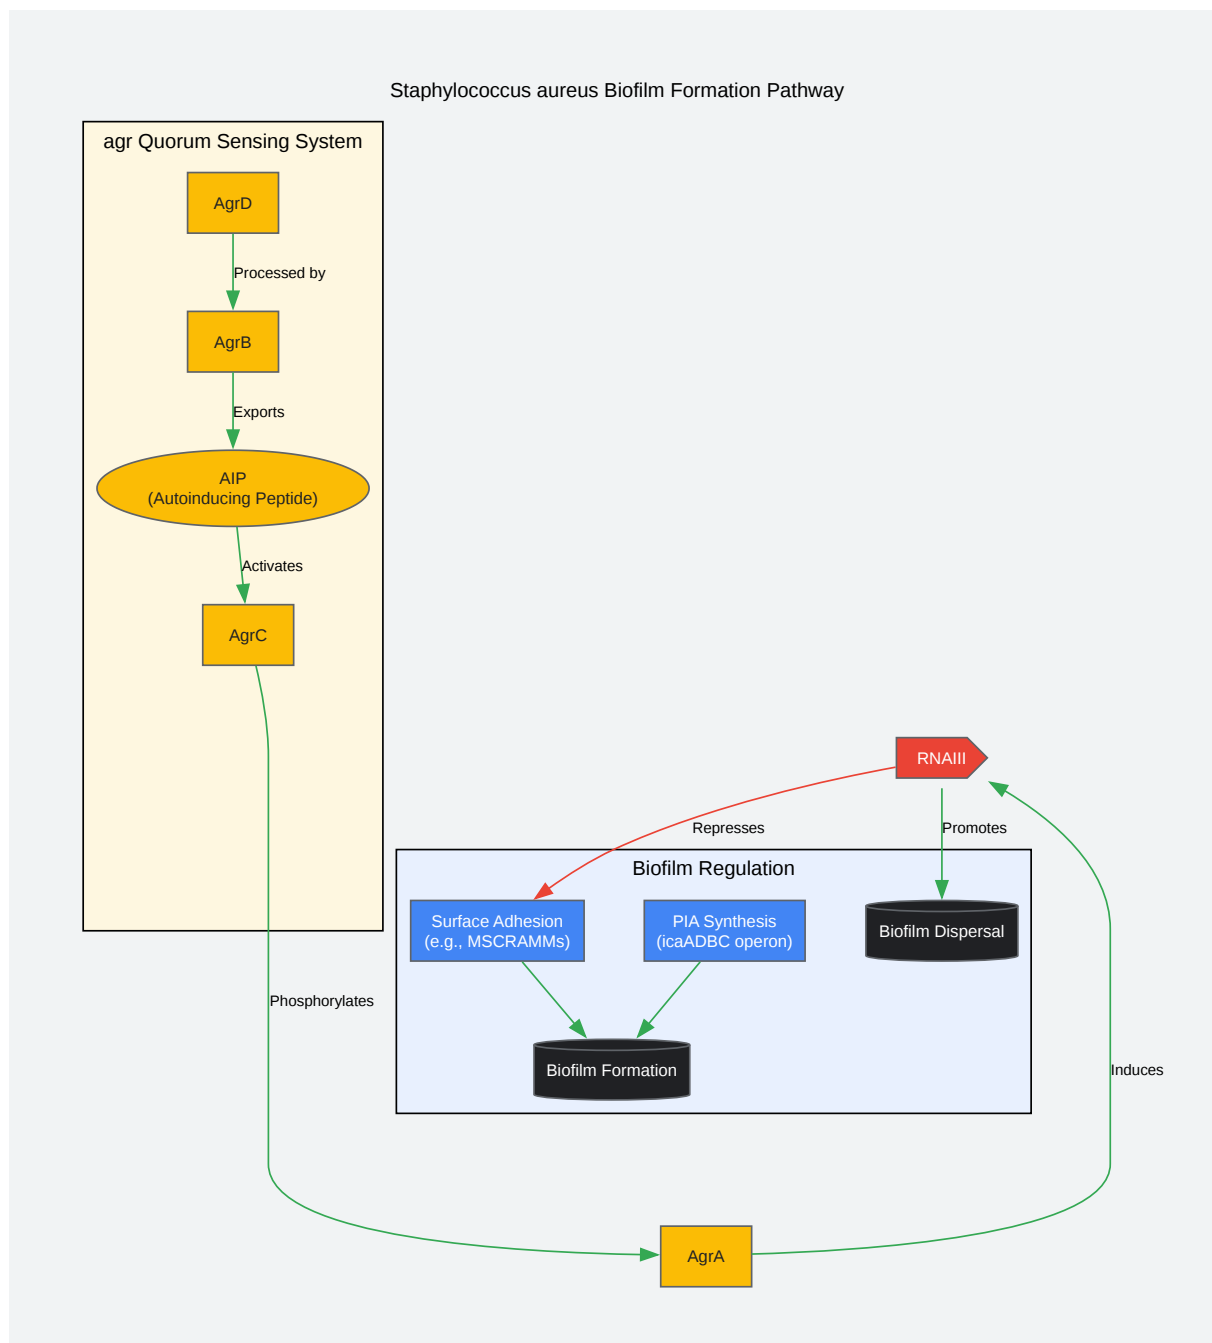 Staphylococcus aureus Biofilm Formation Pathway
agr Quorum Sensing System
AgrD
Processed by
AgrB
Exports
AIP
(Autoinducing Peptide)
Activates
AgrC
RNAIII
Represses
Promotes
Biofilm Regulation
Surface Adhesion
(e.g., MSCRAMMs)
PIA Synthesis
(icaADBC operon)
Biofilm Dispersal
Phosphorylates
Biofilm Formation
Induces
AgrA